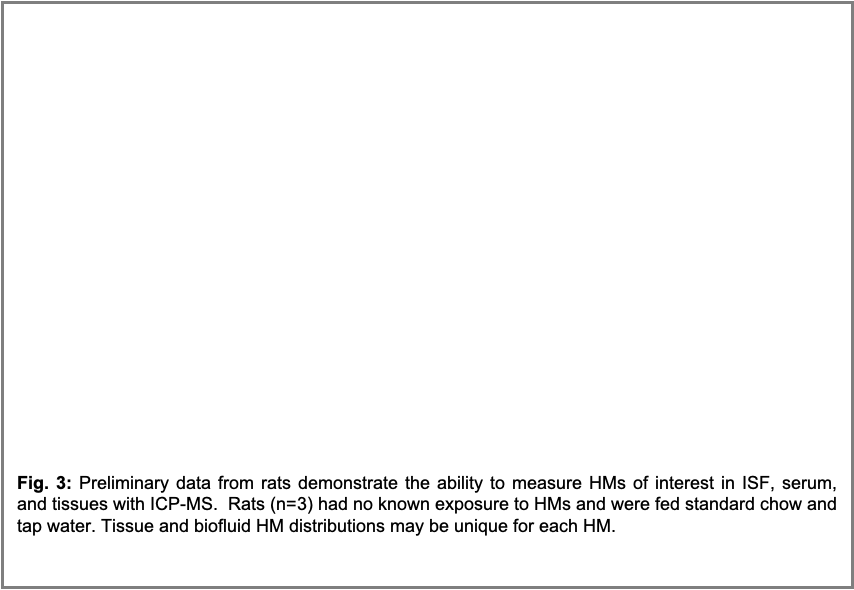 Fig. 3: Preliminary data from rats demonstrate the ability to measure HMs of interest in ISF, serum,
and tissues with ICP-MS.  Rats (n=3) had no known exposure to HMs and were fed standard chow and
tap water. Tissue and biofluid HM distributions may be unique for each HM.